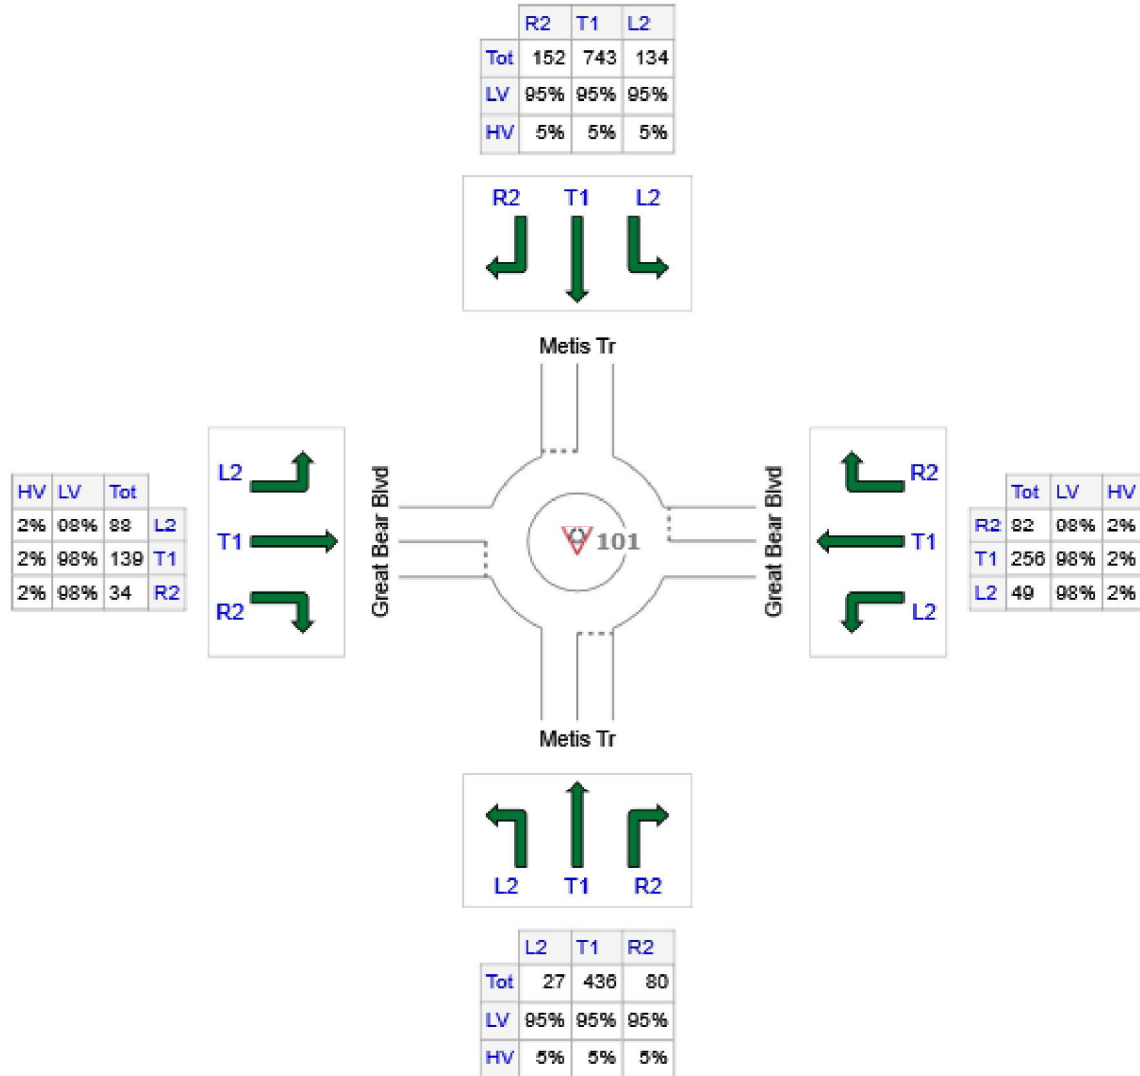 R2 T1 L2
Tot 152 743 134
LV 95% 95% 95%
HV 5% 5% 5%
R2 T1 L2
Metis Tr
L2
T1
R2
HV LV Tot
2% 98% 88 L2
2% 98% 139 T1
2% 98% 34 R2
Great Bear Blvd
101
Great Bear Blvd
R2
T1
L2
Tot LV HV
R2 82 98% 2%
T1 256 98% 2%
L2 49 98% 2%
Metis Tr
L2 T1 R2
L2 T1 R2
Tot 27 436 80
LV 95% 95% 95%
HV 5% 5% 5%